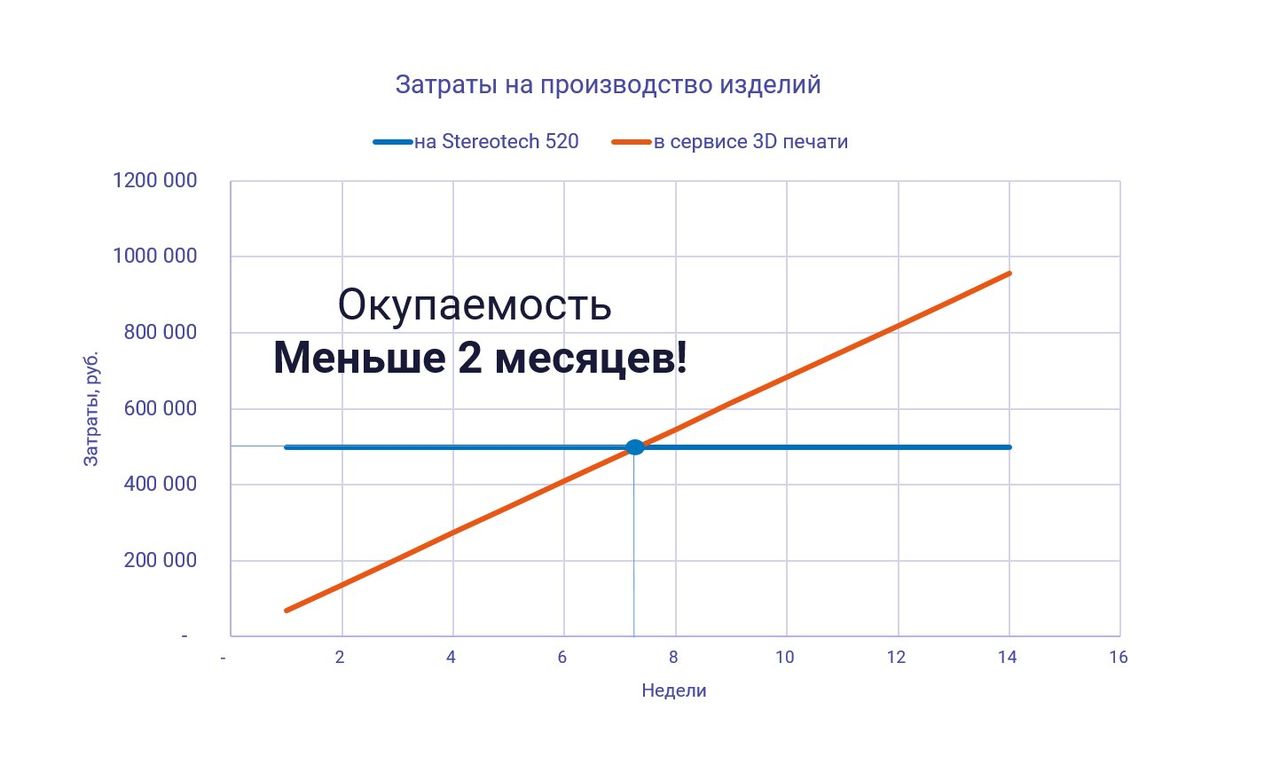 Затраты на производство изделий
на Stereotech 520 в сервисе 3D печати
1200 000
1000 000
Окупаемость
800 000
Меньше 2 месяцев!
600 000
Затраты, руб.
400 000
200 000
-
- 2 4 6 8 10 12 14 16
Недели